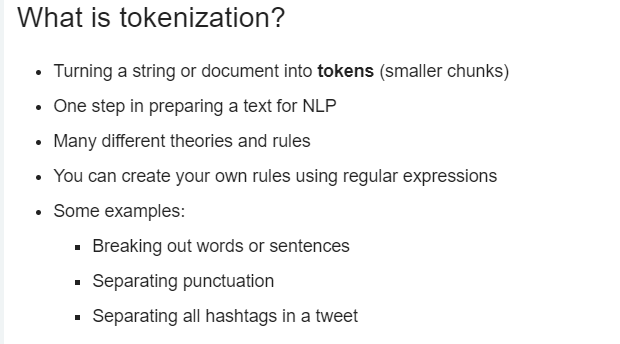 What is tokenization?
• Turning a string or document into tokens (smaller chunks)
• One step in preparing a text for NLP
• Many different theories and rules
• You can create your own rules using regular expressions
• Some examples:
▪ Breaking out words or sentences
▪ Separating punctuation
▪ Separating all hashtags in a tweet